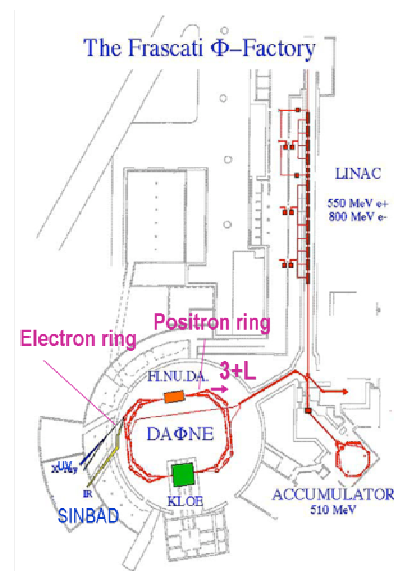 The Frascati Φ-Factory
LINAC
550 MeV e+
800 MeV e-
Positron ring
Electron ring
FI.NU.DA.
3+L
DAΦNE
KLOE
IR
SINBAD
ACCUMULATOR
510 MeV